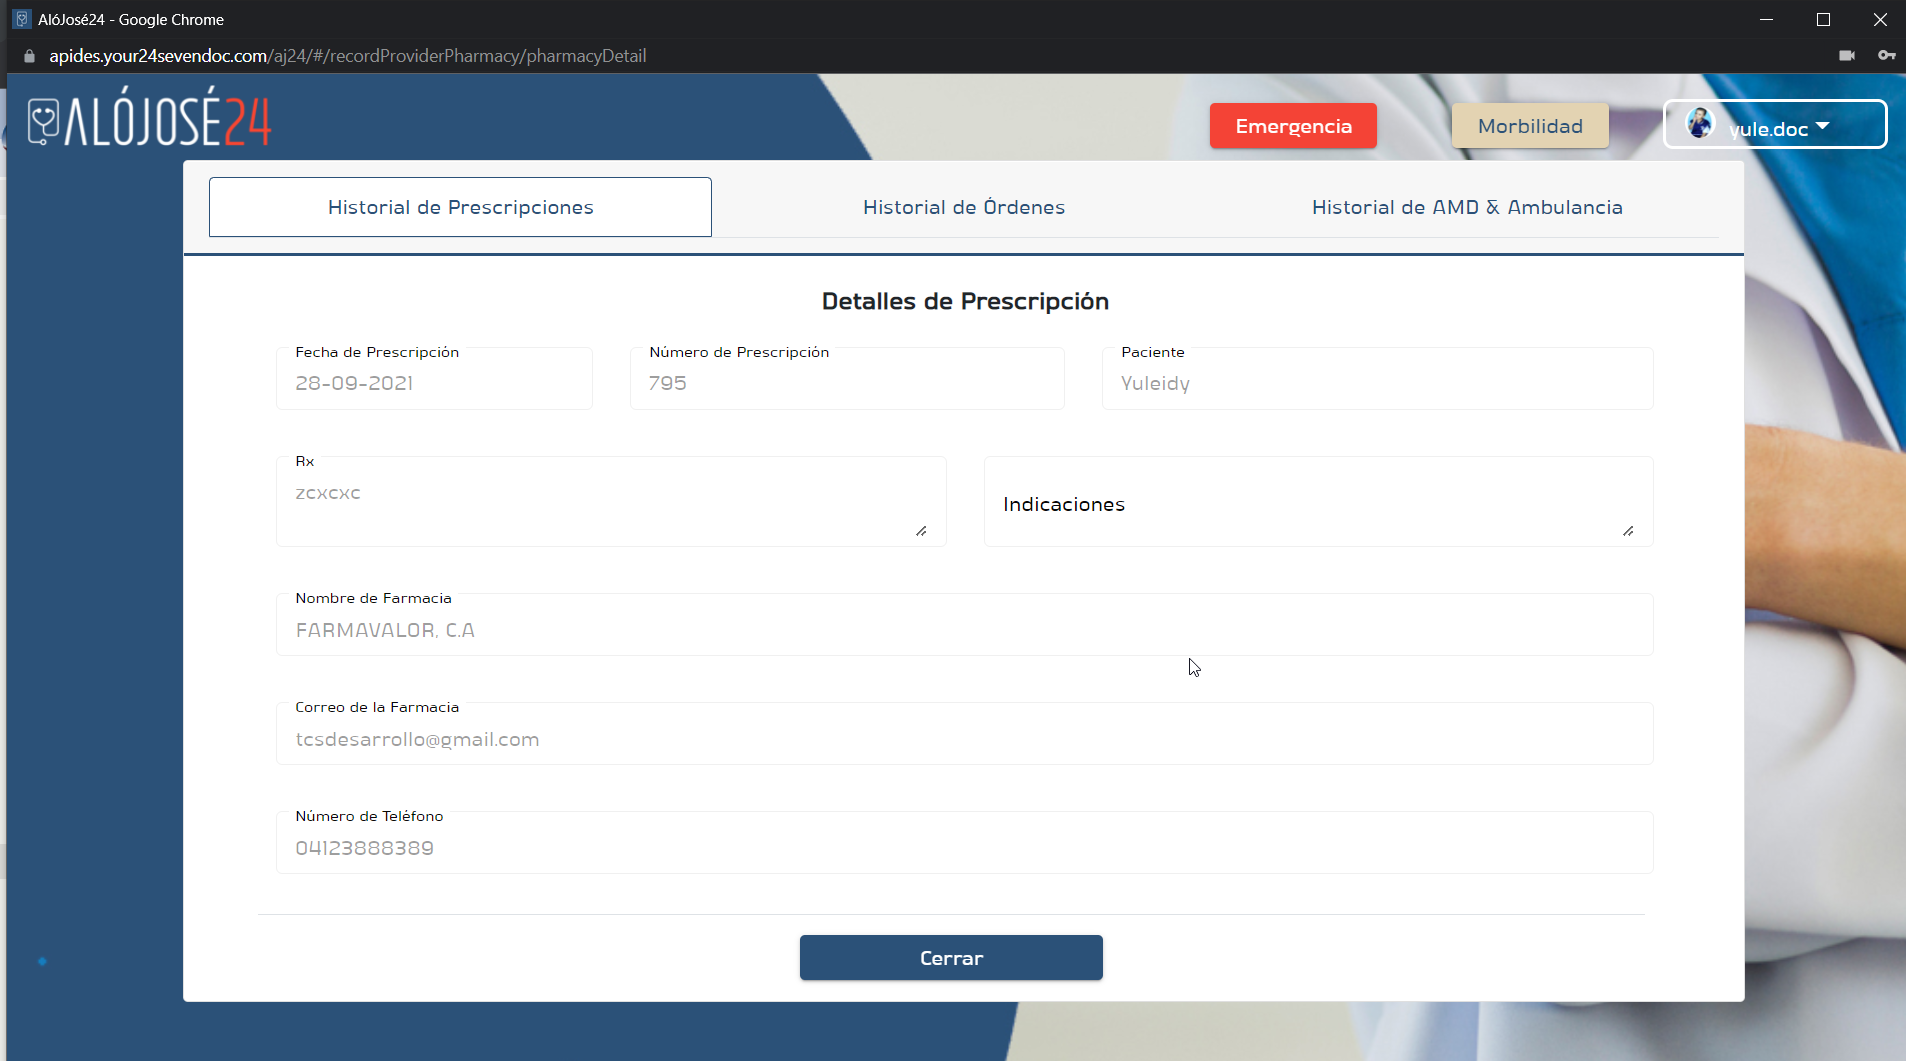 AlóJosé24 - Google Chrome
apides.your24sevendoc.com/aj24/#/recordProviderPharmacy/pharmacyDetail
ALÓJOSÉ24
Emergencia
Morbilidad
yule.doc
Historial de Prescripciones
Historial de Órdenes
Historial de AMD & Ambulancia
Detalles de Prescripción
Fecha de Prescripción
28-09-2021
Número de Prescripción
795
Paciente
Yuleidy
Rx
zcxcxc
Indicaciones
Nombre de Farmacia
FARMAVALOR, C.A
Correo de la Farmacia
tcsdesarrollo@gmail.com
Número de Teléfono
04123888389
Cerrar